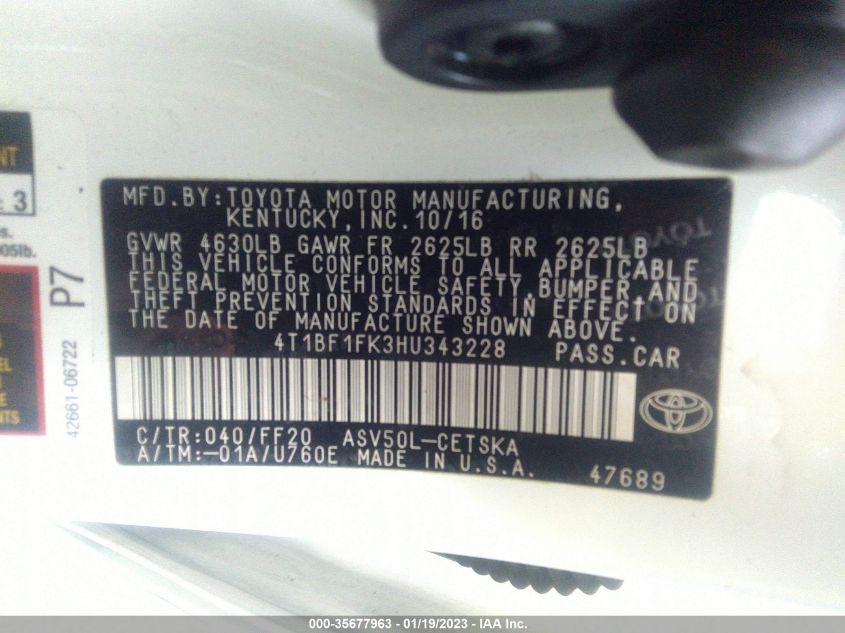 MFD.BY:TOYOTA MOTOR MANUFACTURING,
KENTUCKY,INC.10/16
GVWR 4630LB GAWR FR 2625LB RR 2625LB
THIS VEHICLE CONFORMS TO ALL APPLICABLE
FEDERAL MOTOR VEHICLE SAFETY,BUMPER,AND
THEFT PREVENTION STANDARDS IN EFFECT ON
THE DATE OF MANUFACTURE SHOWN ABOVE.
4T1BF1FK3HU343228 PASS.CAR
C/TR:040/FF20 ASV50L-CETSKA
A/TM:-01A/U760E MADE IN U.S.A.
47689
TOYOTA
P7
42661-06722
3
000-35677963 - 01/19/2023 - IAA Inc.